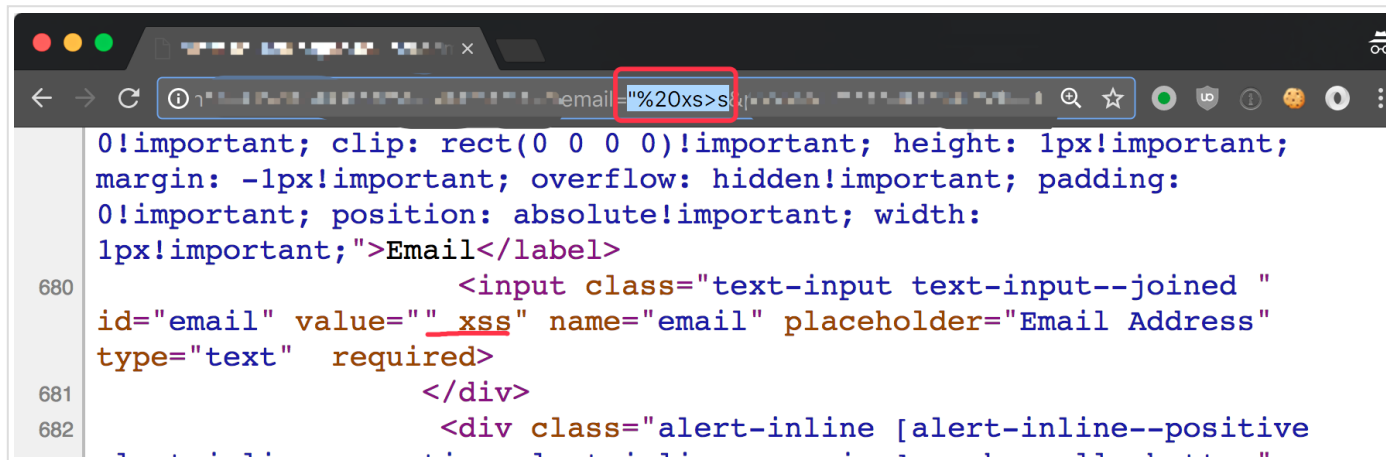 email="%20xs>s&
0!important; clip: rect(0 0 0 0)!important; height: 1px!important;
margin: -1px!important; overflow: hidden!important; padding:
0!important; position: absolute!important; width:
1px!important;">Email</label>
680 <input class="text-input text-input--joined "
id="email" value="" xss" name="email" placeholder="Email Address"
type="text" required>
681 </div>
682 <div class="alert-inline [alert-inline--positive